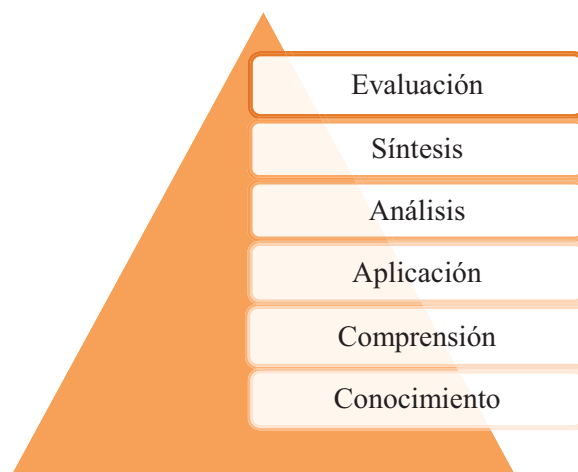 Evaluación
Síntesis
Análisis
Aplicación
Comprensión
Conocimiento